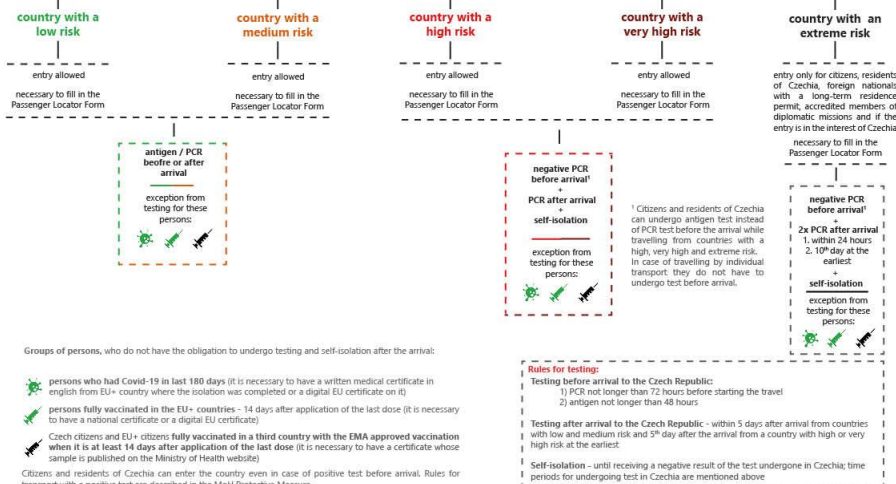 country with a
low risk
country with a
medium risk
country with a
high risk
country with a
very high risk
country with an
extreme risk
entry allowed
necessary to fill in the
Passenger Locator Form
entry allowed
necessary to fill in the
Passenger Locator Form
entry allowed
necessary to fill in the
Passenger Locator Form
entry allowed
necessary to fill in the
Passenger Locator Form
entry only for citizens, residents
of Czechia, foreign nationals
with a long-term residence
permit, accredited members of
diplomatic missions and if the
entry is in the interest of Czechia
necessary to fill in the
Passenger Locator Form
antigen / PCR
beofre or after
arrival
exception from
testing for these
persons:
negative PCR
before arrival¹
+
PCR after arrival
+
self-isolation
exception from
testing for these
persons:
¹ Citizens and residents of Czechia
can undergo antigen test instead
of PCR test before the arrival while
travelling from countries with a
high, very high and extreme risk.
In case of travelling by individual
transport they do not have to
undergo test before arrival.
negative PCR
before arrival¹
+
2x PCR after arrival
1. within 24 hours
2. 10th day at the
earliest
+
self-isolation
exception from
testing for these
persons:
Groups of persons, who do not have the obligation to undergo testing and self-isolation after the arrival:
persons who had Covid-19 in last 180 days (it is necessary to have a written medical certificate in
english from EU+ country where the isolation was completed or a digital EU certificate on it)
persons fully vaccinated in the EU+ countries - 14 days after application of the last dose (it is necessary
to have a national certificate or a digital EU certificate)
Czech citizens and EU+ citizens fully vaccinated in a third country with the EMA approved vaccination
when it is at least 14 days after application of the last dose (it is necessary to have a certificate whose
sample is published on the Ministry of Health website)
Citizens and residents of Czechia can enter the country even in case of positive test before arrival. Rules for
transport with a positive test are described in the MoH Protective Measure
Rules for testing:
Testing before arrival to the Czech Republic:
1) PCR not longer than 72 hours before starting the travel
2) antigen not longer than 48 hours
Testing after arrival to the Czech Republic - within 5 days after arrival from countries
with low and medium risk and 5th day after the arrival from a country with high or very
high risk at the earliest
Self-isolation – until receiving a negative result of the test undergone in Czechia; time
periods for undergoing test in Czechia are mentioned above